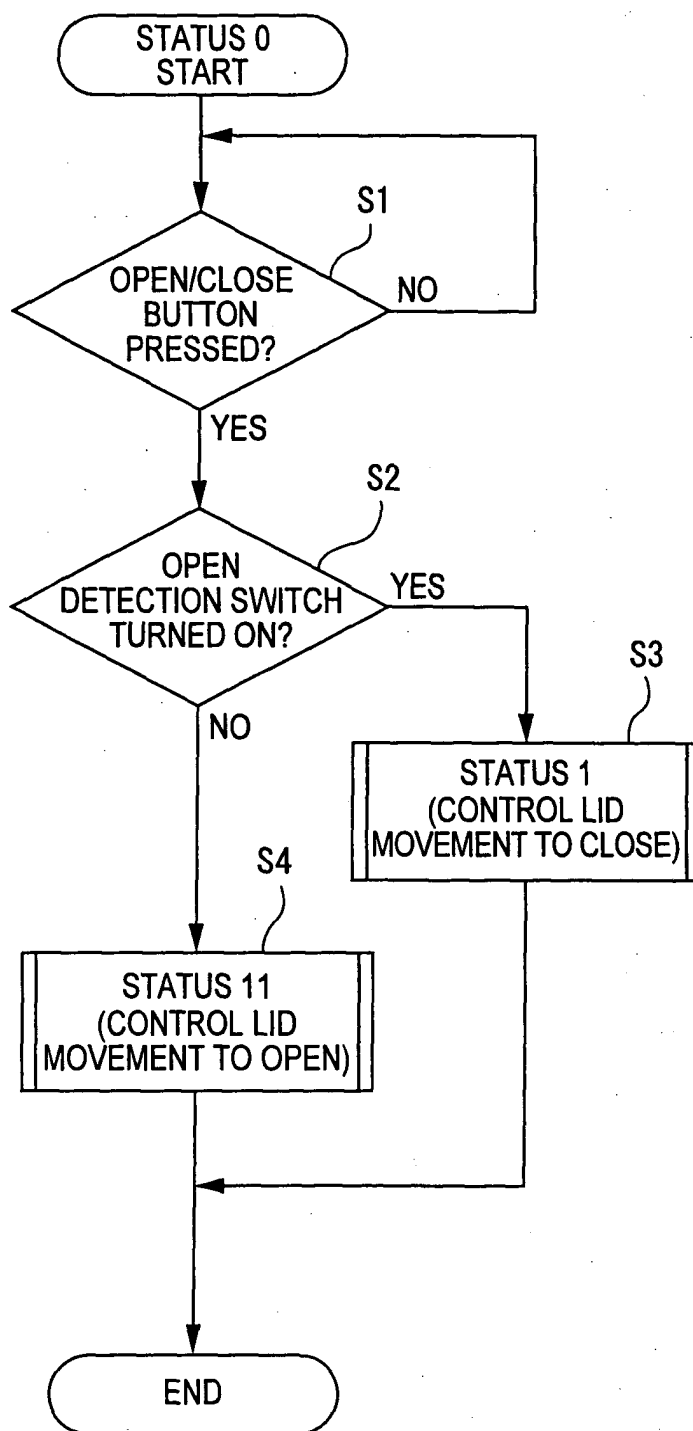 STATUS 0
START
S1
OPEN/CLOSE
BUTTON
PRESSED?
NO
YES
S2
OPEN
DETECTION SWITCH
TURNED ON?
YES
NO
S3
STATUS 1
(CONTROL LID
MOVEMENT TO CLOSE)
S4
STATUS 11
(CONTROL LID
MOVEMENT TO OPEN)
END